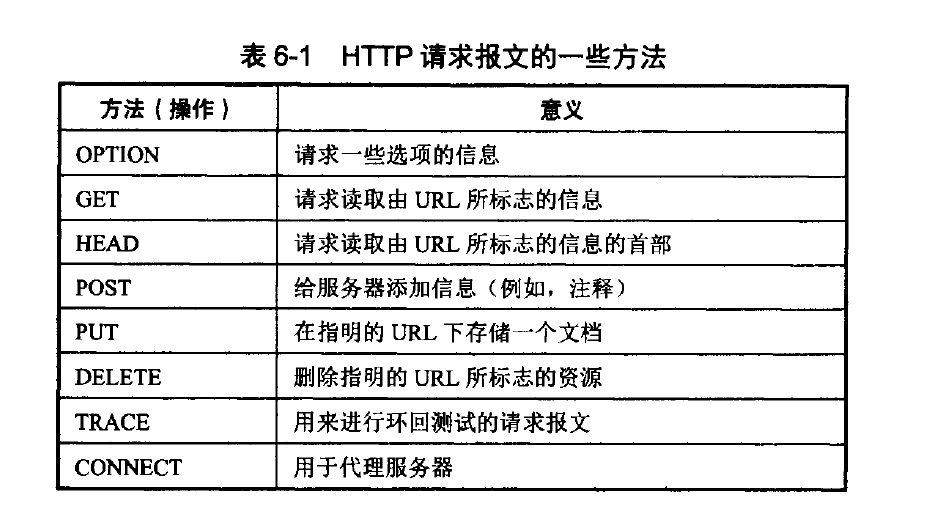 表 6-1 HTTP 请求报文的一些方法
方法（操作） 意义
OPTION 请求一些选项的信息
GET 请求读取由 URL 所标志的信息
HEAD 请求读取由 URL 所标志的信息的首部
POST 给服务器添加信息（例如，注释）
PUT 在指明的 URL 下存储一个文档
DELETE 删除指明的 URL 所标志的资源
TRACE 用来进行环回测试的请求报文
CONNECT 用于代理服务器